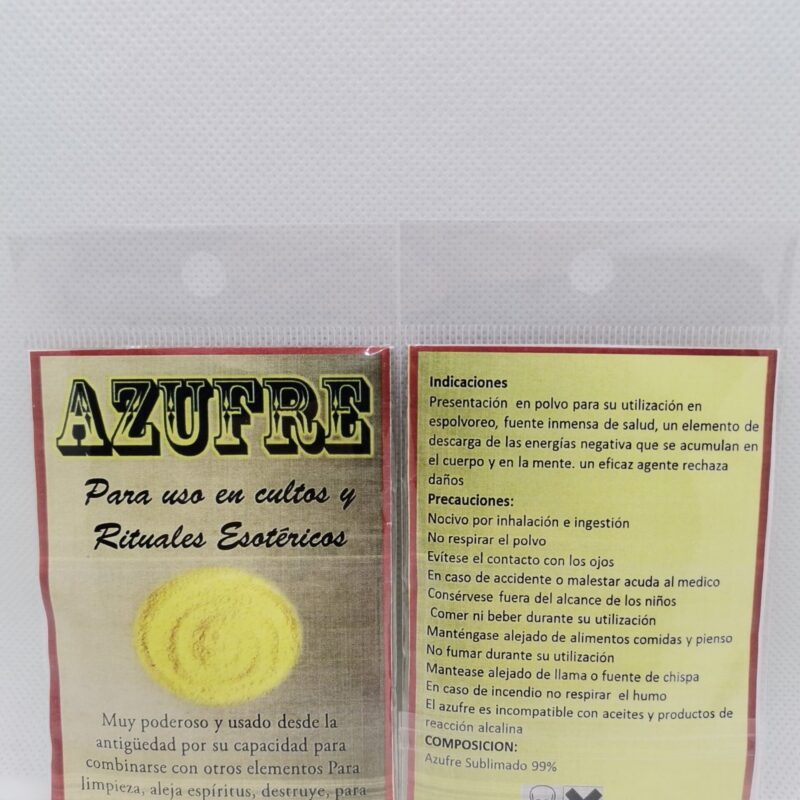 AZUFRE
Para uso en cultos y
Rituales Esotéricos
Muy poderoso y usado desde la
antigüedad por su capacidad para
combinarse con otros elementos Para
limpieza, aleja espíritus, destruye, para
Indicaciones
Presentación en polvo para su utilización en
espolvoreo, fuente inmensa de salud, un elemento de
descarga de las energías negativa que se acumulan en
el cuerpo y en la mente. un eficaz agente rechaza
daños
Precauciones:
Nocivo por inhalación e ingestión
No respirar el polvo
Evítese el contacto con los ojos
En caso de accidente o malestar acuda al medico
Consérvese fuera del alcance de los niños
Comer ni beber durante su utilización
Manténgase alejado de alimentos comidas y pienso
No fumar durante su utilización
Mantease alejado de llama o fuente de chispa
En caso de incendio no respirar el humo
El azufre es incompatible con aceites y productos de
reacción alcalina
COMPOSICION:
Azufre Sublimado 99%